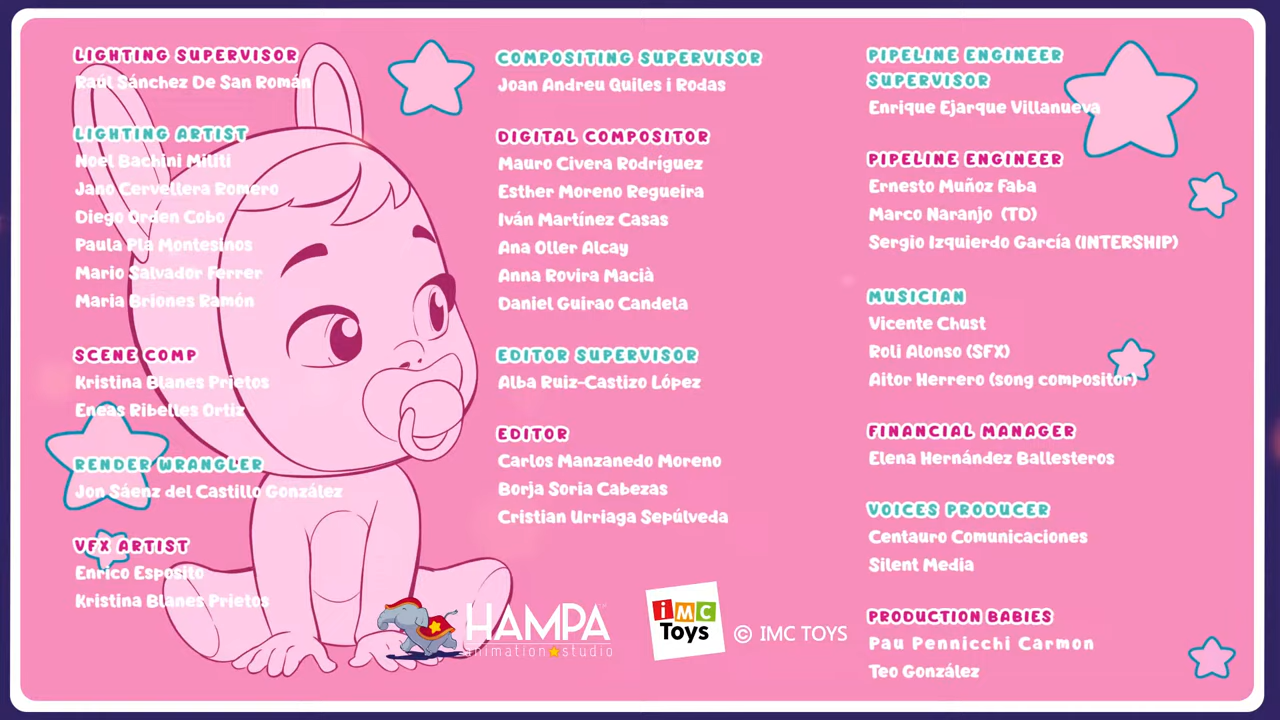 LIGHTING SUPERVISOR
Raúl Sánchez De San Román
LIGHTING ARTIST
Noel Bachini Militi
Jano Cervellera Romero
Diego Orden Cobo
Paula Pla Montesinos
Mario Salvador Ferrer
Maria Briones Ramón
SCENE COMP
Kristina Blanes Prietos
Eneas Ribelles Ortiz
RENDER WRANGLER
Jon Sáenz del Castillo González
VFX ARTIST
Enrico Esposito
Kristina Blanes Prietos
COMPOSITING SUPERVISOR
Joan Andreu Quiles i Rodas
DIGITAL COMPOSITOR
Mauro Civera Rodríguez
Esther Moreno Regueira
Iván Martínez Casas
Ana Oller Alcay
Anna Rovira Macià
Daniel Guirao Candela
EDITOR SUPERVISOR
Alba Ruiz-Castizo López
EDITOR
Carlos Manzanedo Moreno
Borja Soria Cabezas
Cristian Urriaga Sepúlveda
PIPELINE ENGINEER
SUPERVISOR
Enrique Ejarque Villanueva
PIPELINE ENGINEER
Ernesto Muñoz Faba
Marco Naranjo (TD)
Sergio Izquierdo García (INTERSHIP)
MUSICIAN
Vicente Chust
Roli Alonso (SFX)
Aitor Herrero (song compositor)
FINANCIAL MANAGER
Elena Hernández Ballesteros
VOICES PRODUCER
Centauro Comunicaciones
Silent Media
PRODUCTION BABIES
Pau Pennicchi Carmon
Teo González
HAMPA
animation studio
iMC
Toys
© IMC TOYS